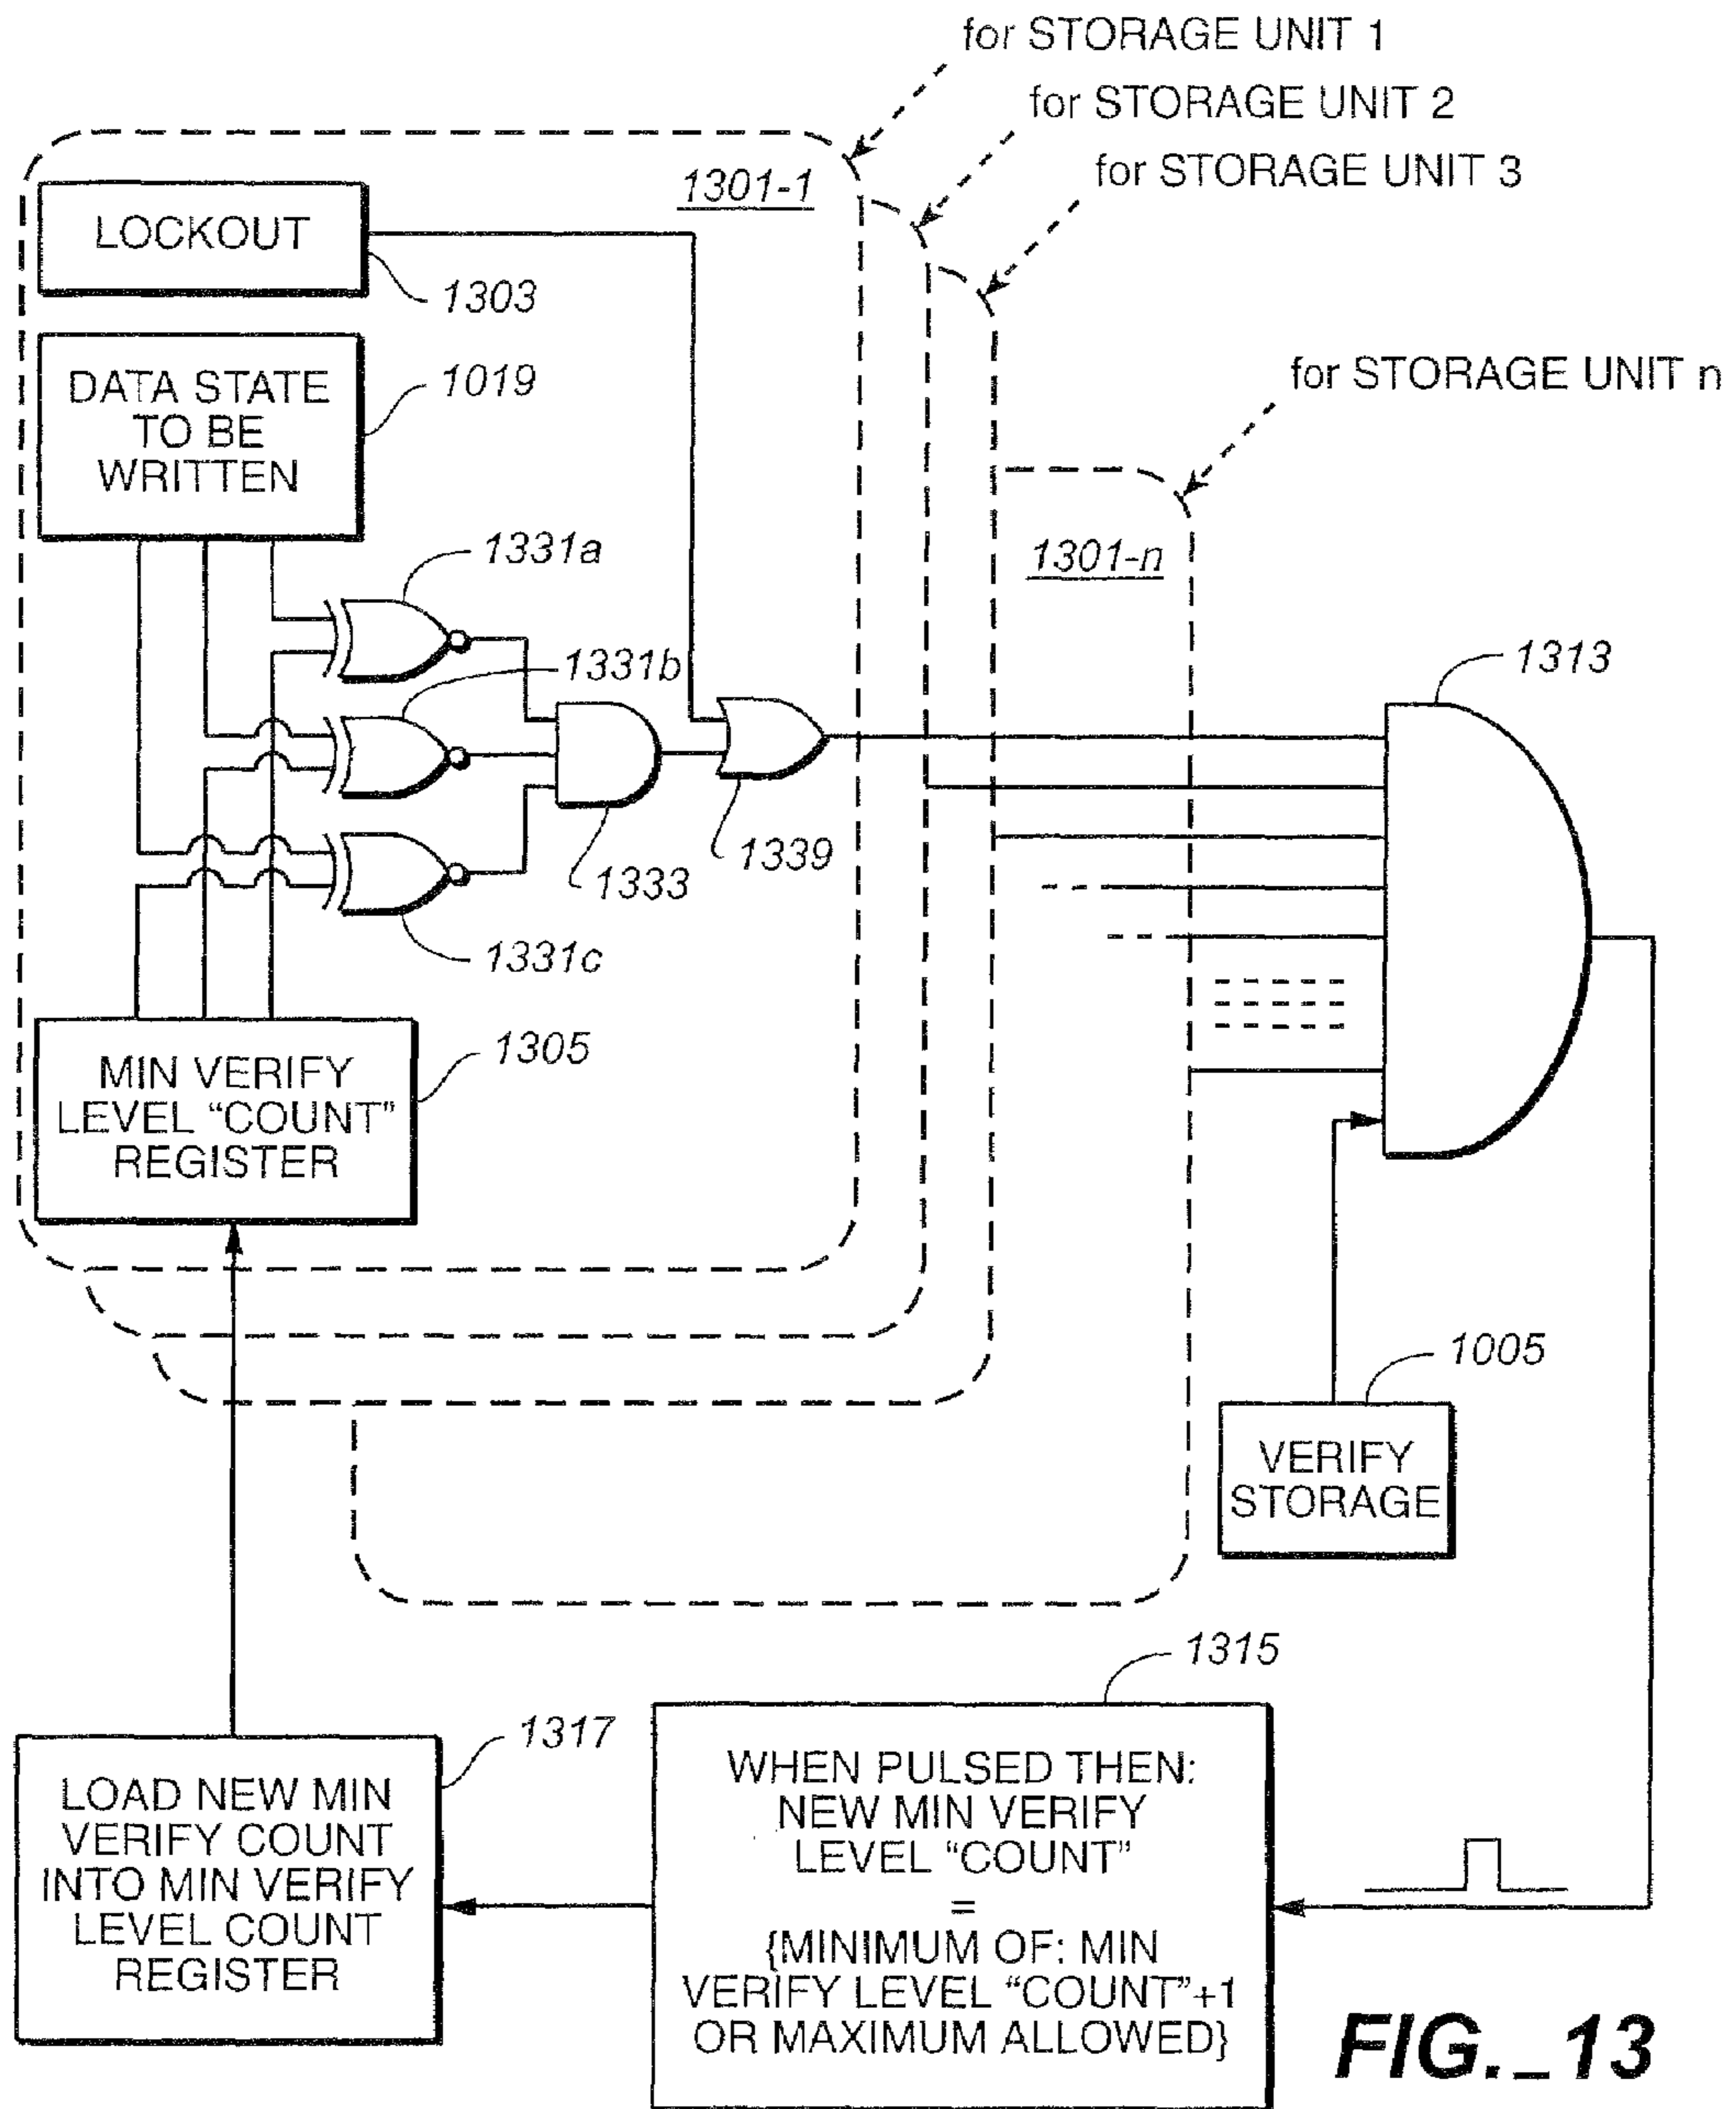 for STORAGE UNIT 1
for STORAGE UNIT 2
for STORAGE UNIT 3
for STORAGE UNIT n
1301-1
LOCKOUT
1303
DATA STATE
TO BE
WRITTEN
1019
1331a
1331b
1301-n
1313
1339
1333
1331c
MIN VERIFY
LEVEL “COUNT”
REGISTER
1305
1005
VERIFY
STORAGE
1315
WHEN PULSED THEN:
NEW MIN VERIFY
LEVEL “COUNT”
=
{MINIMUM OF: MIN
VERIFY LEVEL “COUNT”+1
OR MAXIMUM ALLOWED}
1317
LOAD NEW MIN
VERIFY COUNT
INTO MIN VERIFY
LEVEL COUNT
REGISTER
FIG._13